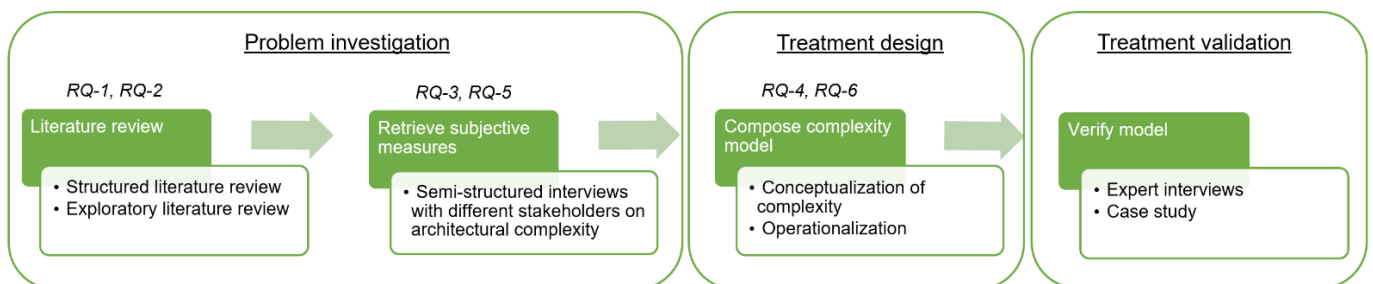 Problem investigation
RQ-1, RQ-2
Literature review
• Structured literature review
• Exploratory literature review
RQ-3, RQ-5
Retrieve subjective
measures
• Semi-structured interviews
with different stakeholders on
architectural complexity
Treatment design
RQ-4, RQ-6
Compose complexity
model
• Conceptualization of
complexity
• Operationalization
Treatment validation
Verify model
• Expert interviews
• Case study